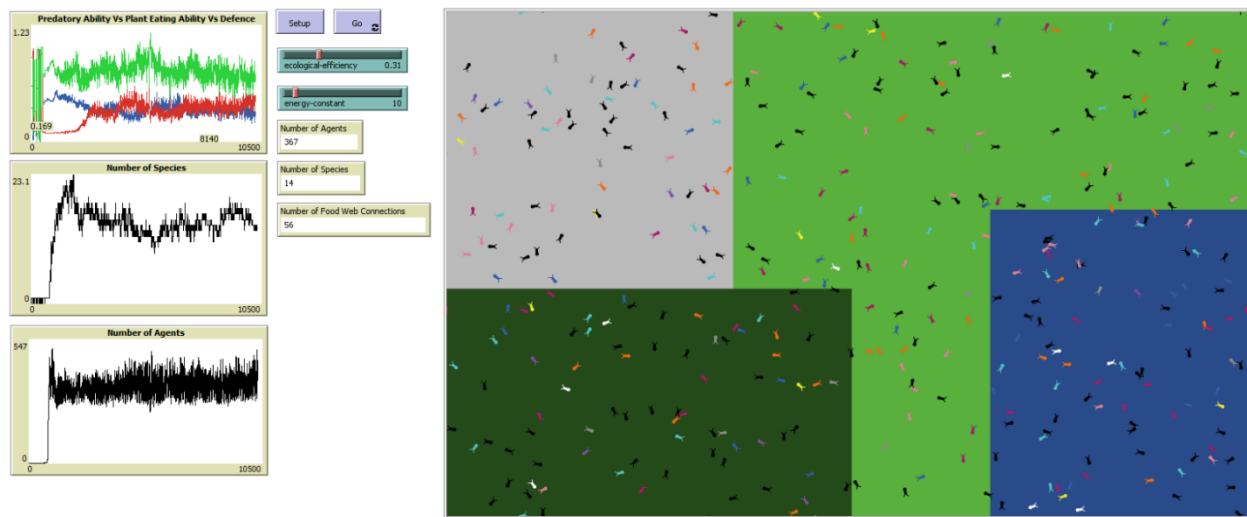 Predatory Ability Vs Plant Eating Ability Vs Defence
1.23
0
0.169
8140
0
10500
Setup
Go
ecological-efficiency 0.31
energy-constant 10
Number of Agents
367
Number of Species
14
Number of Food Web Connections
56
Number of Species
23.1
0
0
10500
Number of Agents
547
0
0
10500